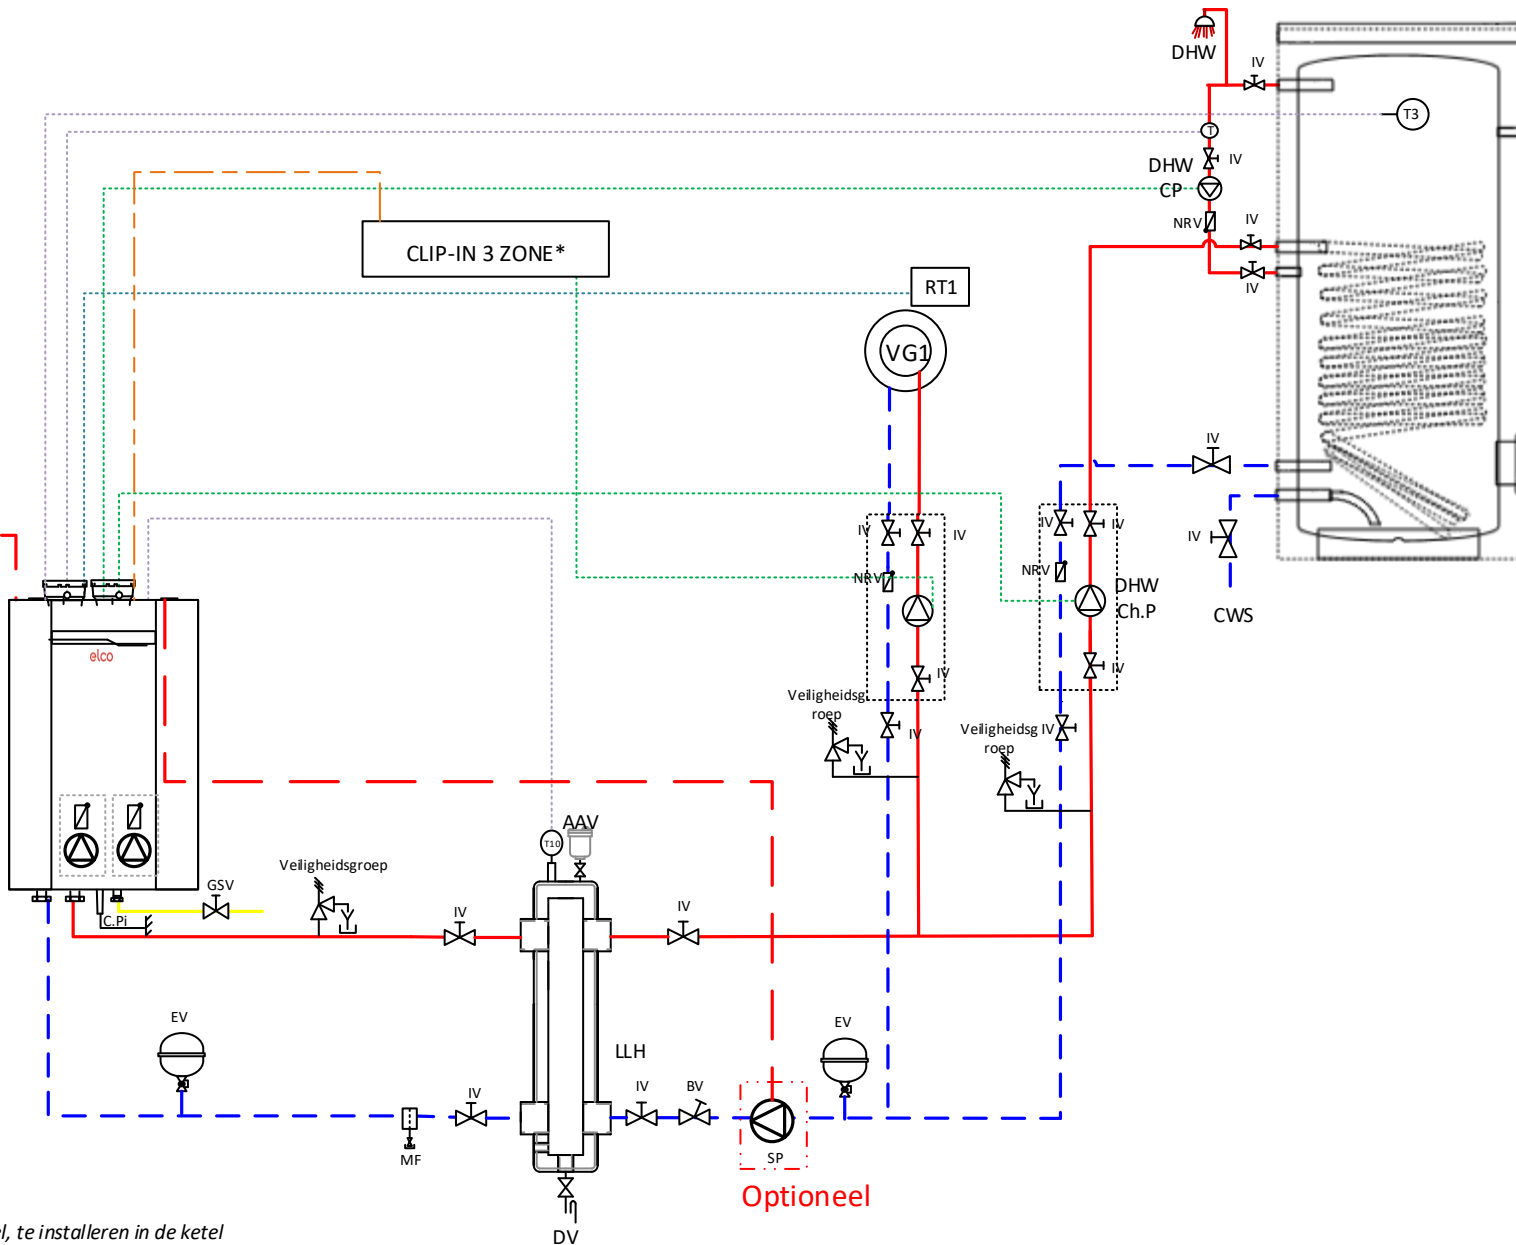 DHW
IV
T3
T
IV
DHW
CP
NRV
IV
IV
CLIP-IN 3 ZONE*
RT1
VG1
IV
IV
CWS
IV
IV
IV
IV
NRV
NRV
DHW
Ch.P
IV
IV
Veiligheidsg
roep
IV
Veiligheidsg
roep
IV
elco
AAV
T10
Veiligheidsgroep
GSV
C.Pi
IV
IV
EV
EV
LLH
IV
IV
BV
MF
SP
Optioneel
DV
l, te installeren in de ketel